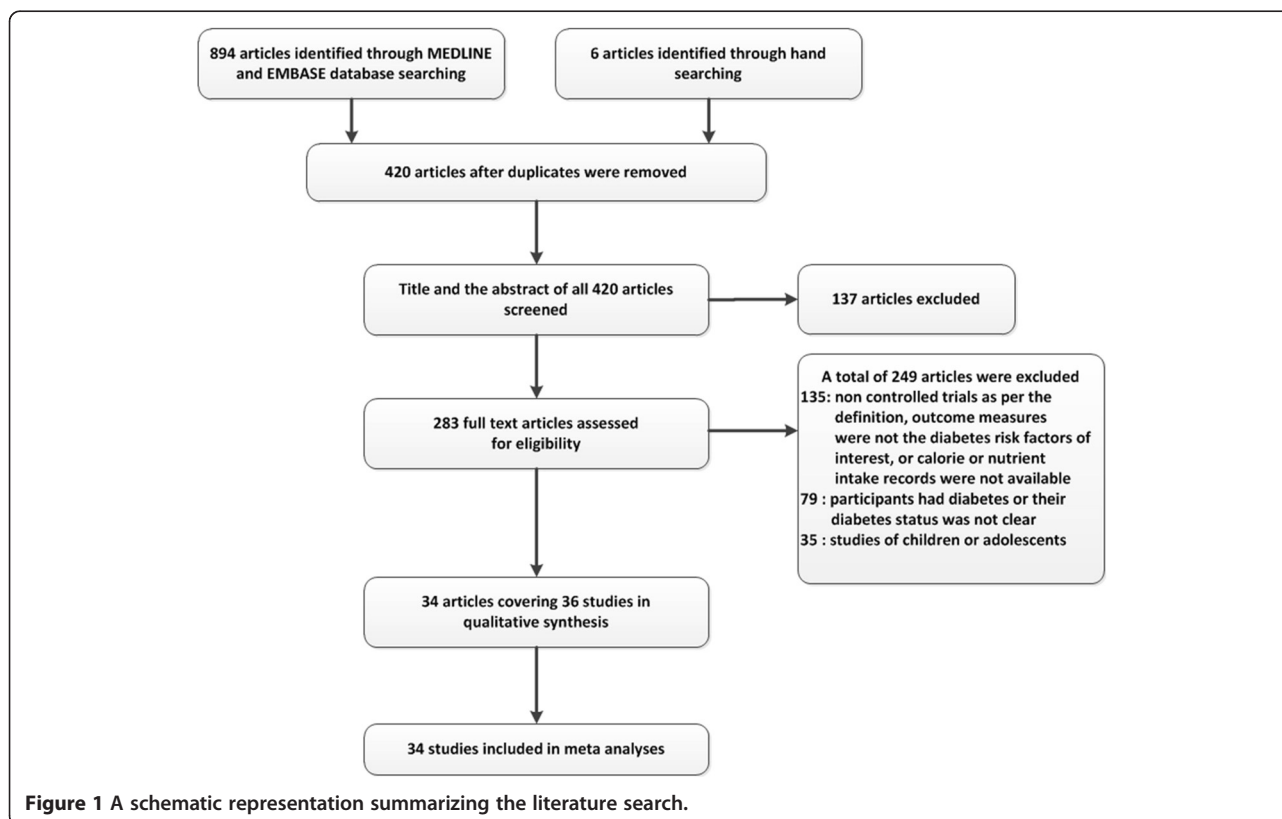 894 articles identified through MEDLINE
and EMBASE database searching
6 articles identified through hand
searching
420 articles after duplicates were removed
Title and the abstract of all 420 articles
screened
137 articles excluded
283 full text articles assessed
for eligibility
A total of 249 articles were excluded
135: non controlled trials as per the
definition, outcome measures
were not the diabetes risk factors of
interest, or calorie or nutrient
intake records were not available
79 : participants had diabetes or their
diabetes status was not clear
35 : studies of children or adolescents
34 articles covering 36 studies in
qualitative synthesis
34 studies included in meta analyses
Figure 1 A schematic representation summarizing the literature search.